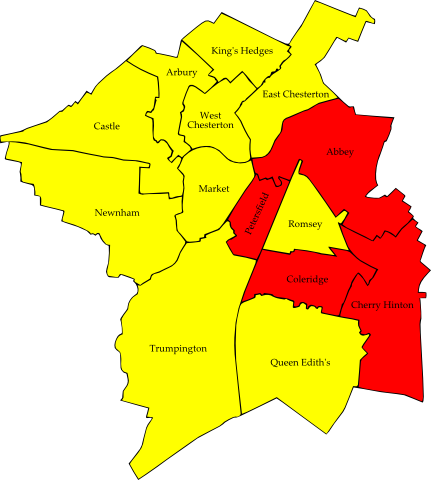 King's Hedges
Arbury
East Chesterton
West
Chesterton
Castle
Abbey
Market
Petersfield
Newnham
Romsey
Coleridge
Cherry Hinton
Trumpington
Queen Edith's